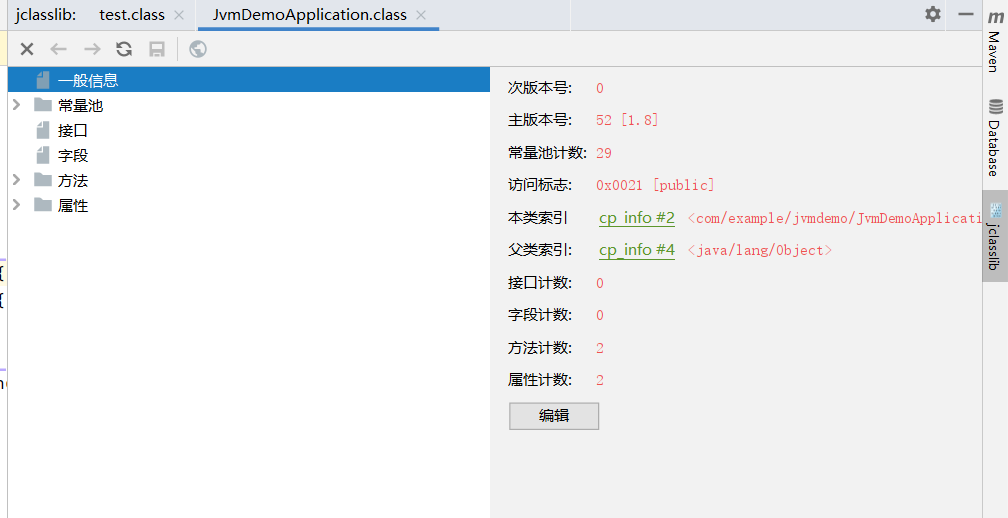 jclasslib: test.class JvmDemoApplication.class
一般信息
常量池
接口
字段
方法
属性
次版本号: 0
主版本号: 52 [1.8]
常量池计数: 29
访问标志: 0x0021 [public]
本类索引 cp_info #2 <com/example/jvmdemo/JvmDemoApplicati
父类索引: cp_info #4 <java/lang/Object>
接口计数: 0
字段计数: 0
方法计数: 2
属性计数: 2
编辑
m Maven
Database
jclasslib
{
{